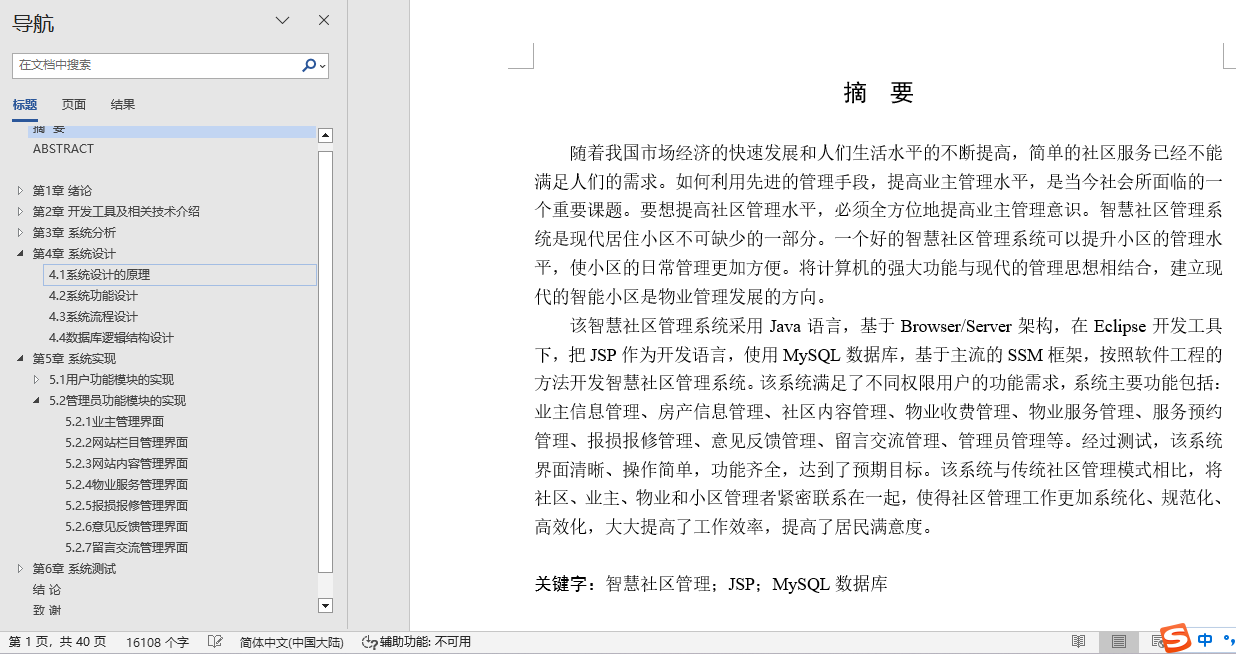 导航
在文档中搜索
标题 页面 结果
摘 要
ABSTRACT
第1章 绪论
第2章 开发工具及相关技术介绍
第3章 系统分析
第4章 系统设计
4.1系统设计的原理
4.2系统功能设计
4.3系统流程设计
4.4数据库逻辑结构设计
第5章 系统实现
5.1用户功能模块的实现
5.2管理员功能模块的实现
5.2.1业主管理界面
5.2.2网站栏目管理界面
5.2.3网站内容管理界面
5.2.4物业服务管理界面
5.2.5报损报修管理界面
5.2.6意见反馈管理界面
5.2.7留言交流管理界面
第6章 系统测试
结 论
致 谢
摘 要
随着我国市场经济的快速发展和人们生活水平的不断提高，简单的社区服务已经不能
满足人们的需求。如何利用先进的管理手段，提高业主管理水平，是当今社会所面临的一
个重要课题。要想提高社区管理水平，必须全方位地提高业主管理意识。智慧社区管理系
统是现代居住小区不可缺少的一部分。一个好的智慧社区管理系统可以提升小区的管理水
平，使小区的日常管理更加方便。将计算机的强大功能与现代的管理思想相结合，建立现
代的智能小区是物业管理发展的方向。
该智慧社区管理系统采用 Java 语言，基于 Browser/Server 架构，在 Eclipse 开发工具
下，把 JSP 作为开发语言，使用 MySQL 数据库，基于主流的 SSM 框架，按照软件工程的
方法开发智慧社区管理系统。该系统满足了不同权限用户的功能需求，系统主要功能包括：
业主信息管理、房产信息管理、社区内容管理、物业收费管理、物业服务管理、服务预约
管理、报损报修管理、意见反馈管理、留言交流管理、管理员管理等。经过测试，该系统
界面清晰、操作简单，功能齐全，达到了预期目标。该系统与传统社区管理模式相比，将
社区、业主、物业和小区管理者紧密联系在一起，使得社区管理工作更加系统化、规范化、
高效化，大大提高了工作效率，提高了居民满意度。
关键字：智慧社区管理；JSP；MySQL 数据库
第 1 页，共 40 页 16108 个字 简体中文(中国大陆) 辅助功能: 不可用
S 中 °,